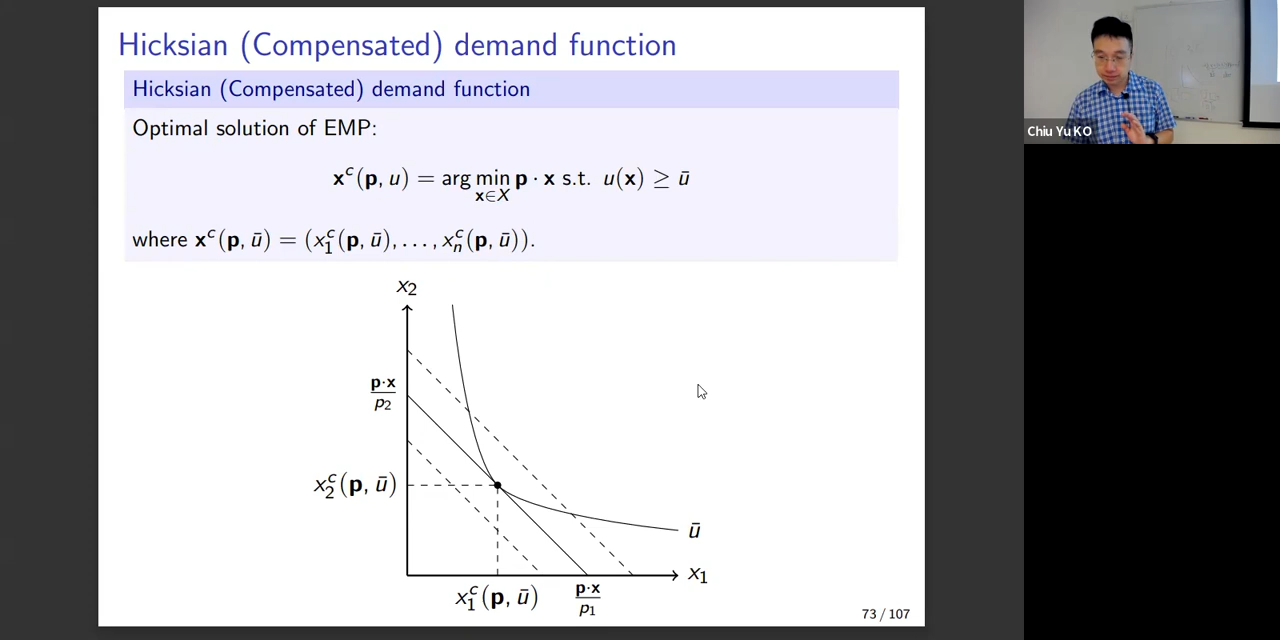 Hicksian (Compensated) demand function
Hicksian (Compensated) demand function
Optimal solution of EMP:
x^c(p, u) = arg min_{x∈X} p · x s.t. u(x) ≥ ū
where x^c(p, ū) = (x_1^c(p, ū), . . . , x_n^c(p, ū)).
x_2
p·x
p_2
x_2^c(p, ū)
ū
x_1
x_1^c(p, ū)
p·x
p_1
73 / 107
Chiu Yu KO